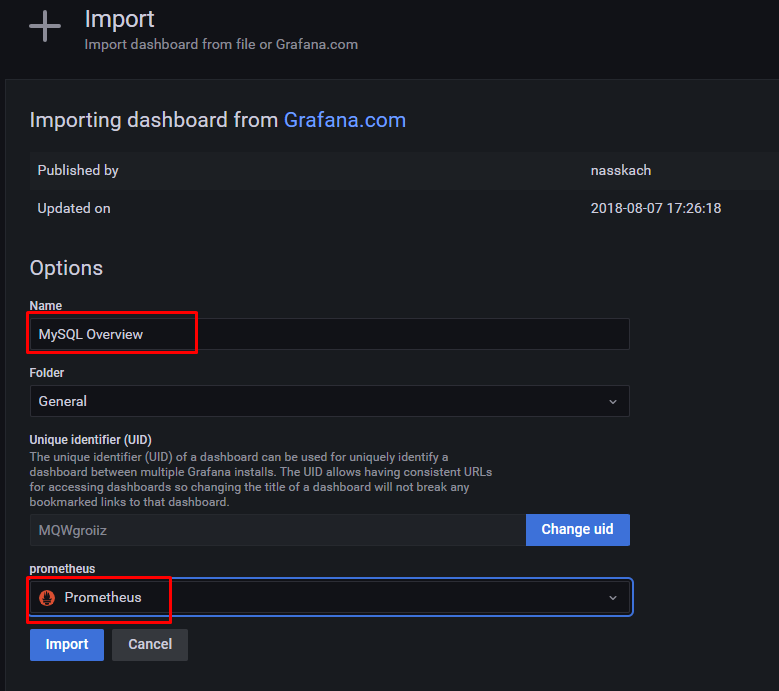 Import
Import dashboard from file or Grafana.com
Importing dashboard from Grafana.com
Published by nasskach
Updated on 2018-08-07 17:26:18
Options
Name
MySQL Overview
Folder
General
Unique identifier (UID)
The unique identifier (UID) of a dashboard can be used for uniquely identify a
dashboard between multiple Grafana installs. The UID allows having consistent URLs
for accessing dashboards so changing the title of a dashboard will not break any
bookmarked links to that dashboard.
MQWgroiiz Change uid
prometheus
Prometheus
Import Cancel